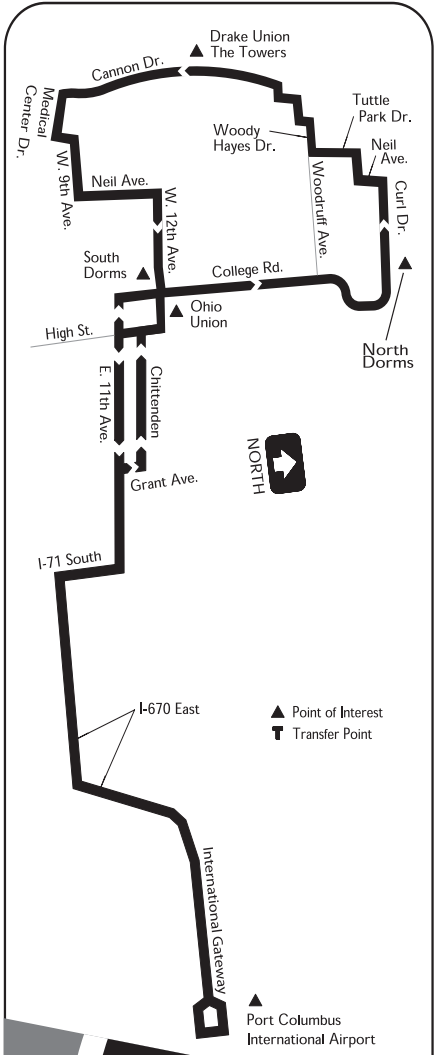 Drake Union
The Towers
Cannon Dr.
Medical
Center Dr.
Tuttle
Park Dr.
Woody
Hayes Dr.
Neil
Ave.
W. 9th Ave.
Neil Ave.
W. 12th Ave.
Woodruff Ave.
Curl Dr.
South
Dorms
College Rd.
Ohio
Union
North
Dorms
High St.
E. 11th Ave.
Chittenden
NORTH
Grant Ave.
I-71 South
I-670 East
Point of Interest
Transfer Point
International Gateway
Port Columbus
International Airport